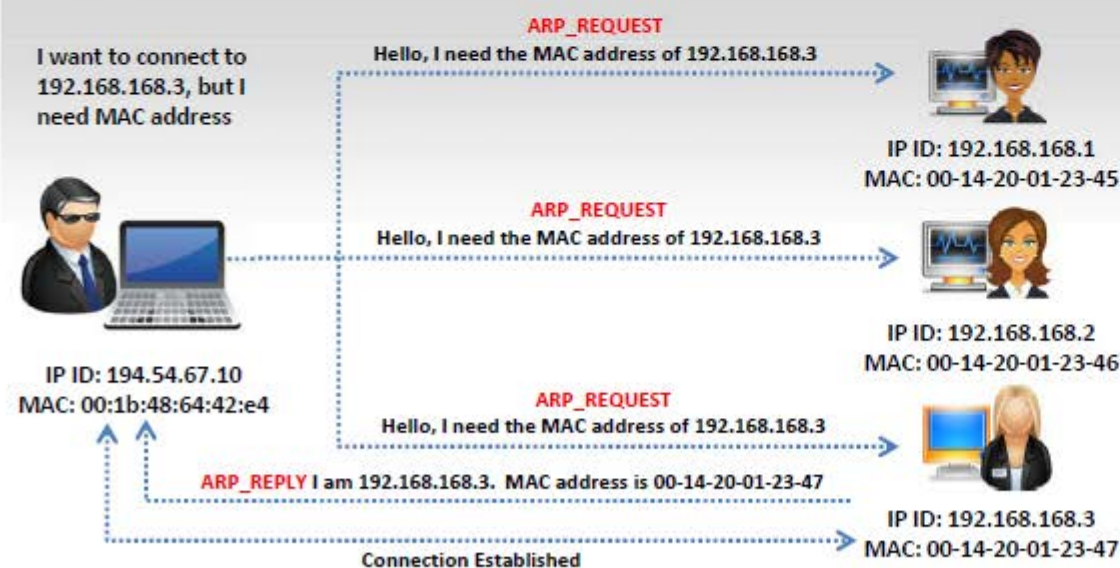 I want to connect to
192.168.168.3, but I
need MAC address
IP ID: 194.54.67.10
MAC: 00:1b:48:64:42:e4
ARP_REQUEST
Hello, I need the MAC address of 192.168.168.3
IP ID: 192.168.168.1
MAC: 00-14-20-01-23-45
ARP_REQUEST
Hello, I need the MAC address of 192.168.168.3
IP ID: 192.168.168.2
MAC: 00-14-20-01-23-46
ARP_REQUEST
Hello, I need the MAC address of 192.168.168.3
ARP_REPLY I am 192.168.168.3. MAC address is 00-14-20-01-23-47
IP ID: 192.168.168.3
MAC: 00-14-20-01-23-47
Connection Established